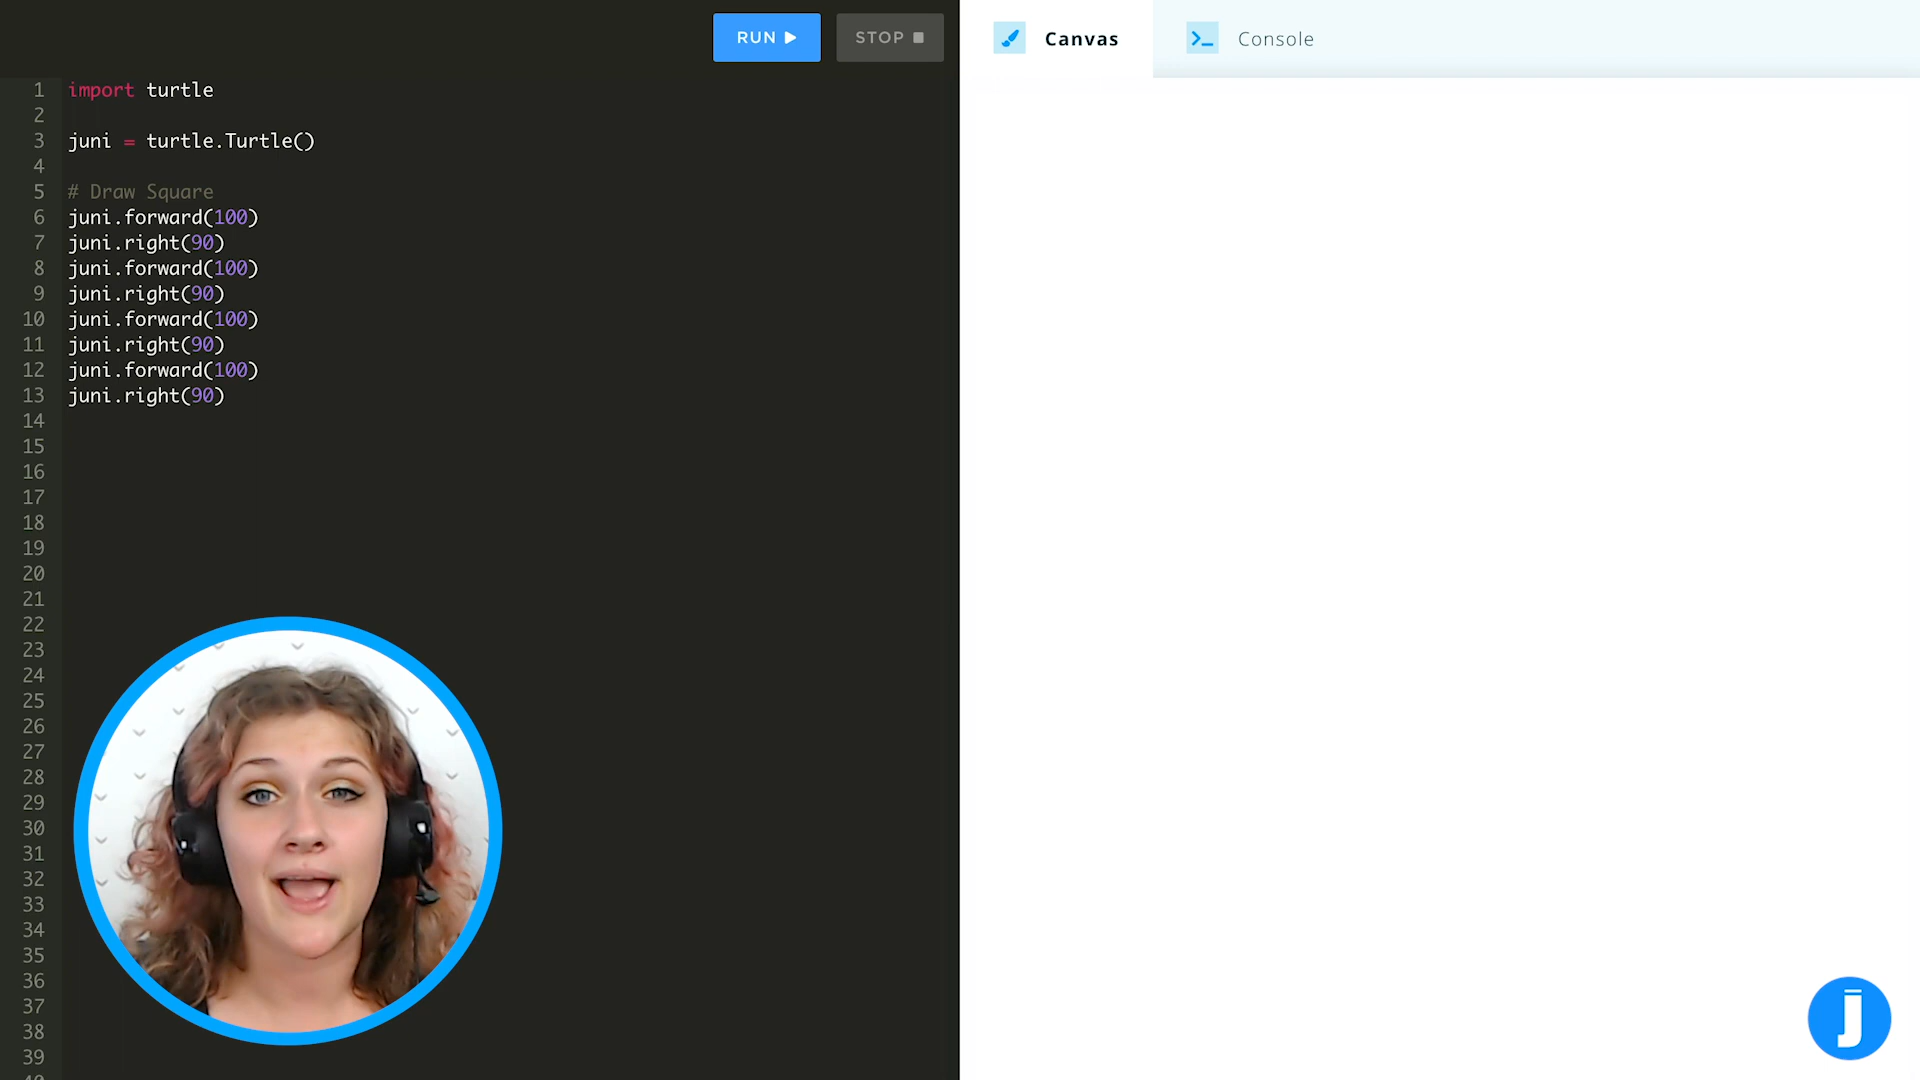 RUN ▶ STOP ■
Canvas
Console
1 import turtle
2
3 juni = turtle.Turtle()
4
5 # Draw Square
6 juni.forward(100)
7 juni.right(90)
8 juni.forward(100)
9 juni.right(90)
10 juni.forward(100)
11 juni.right(90)
12 juni.forward(100)
13 juni.right(90)
14
15
16
17
18
19
20
21
22
23
24
25
26
27
28
29
30
31
32
33
34
35
36
37
38
39
j